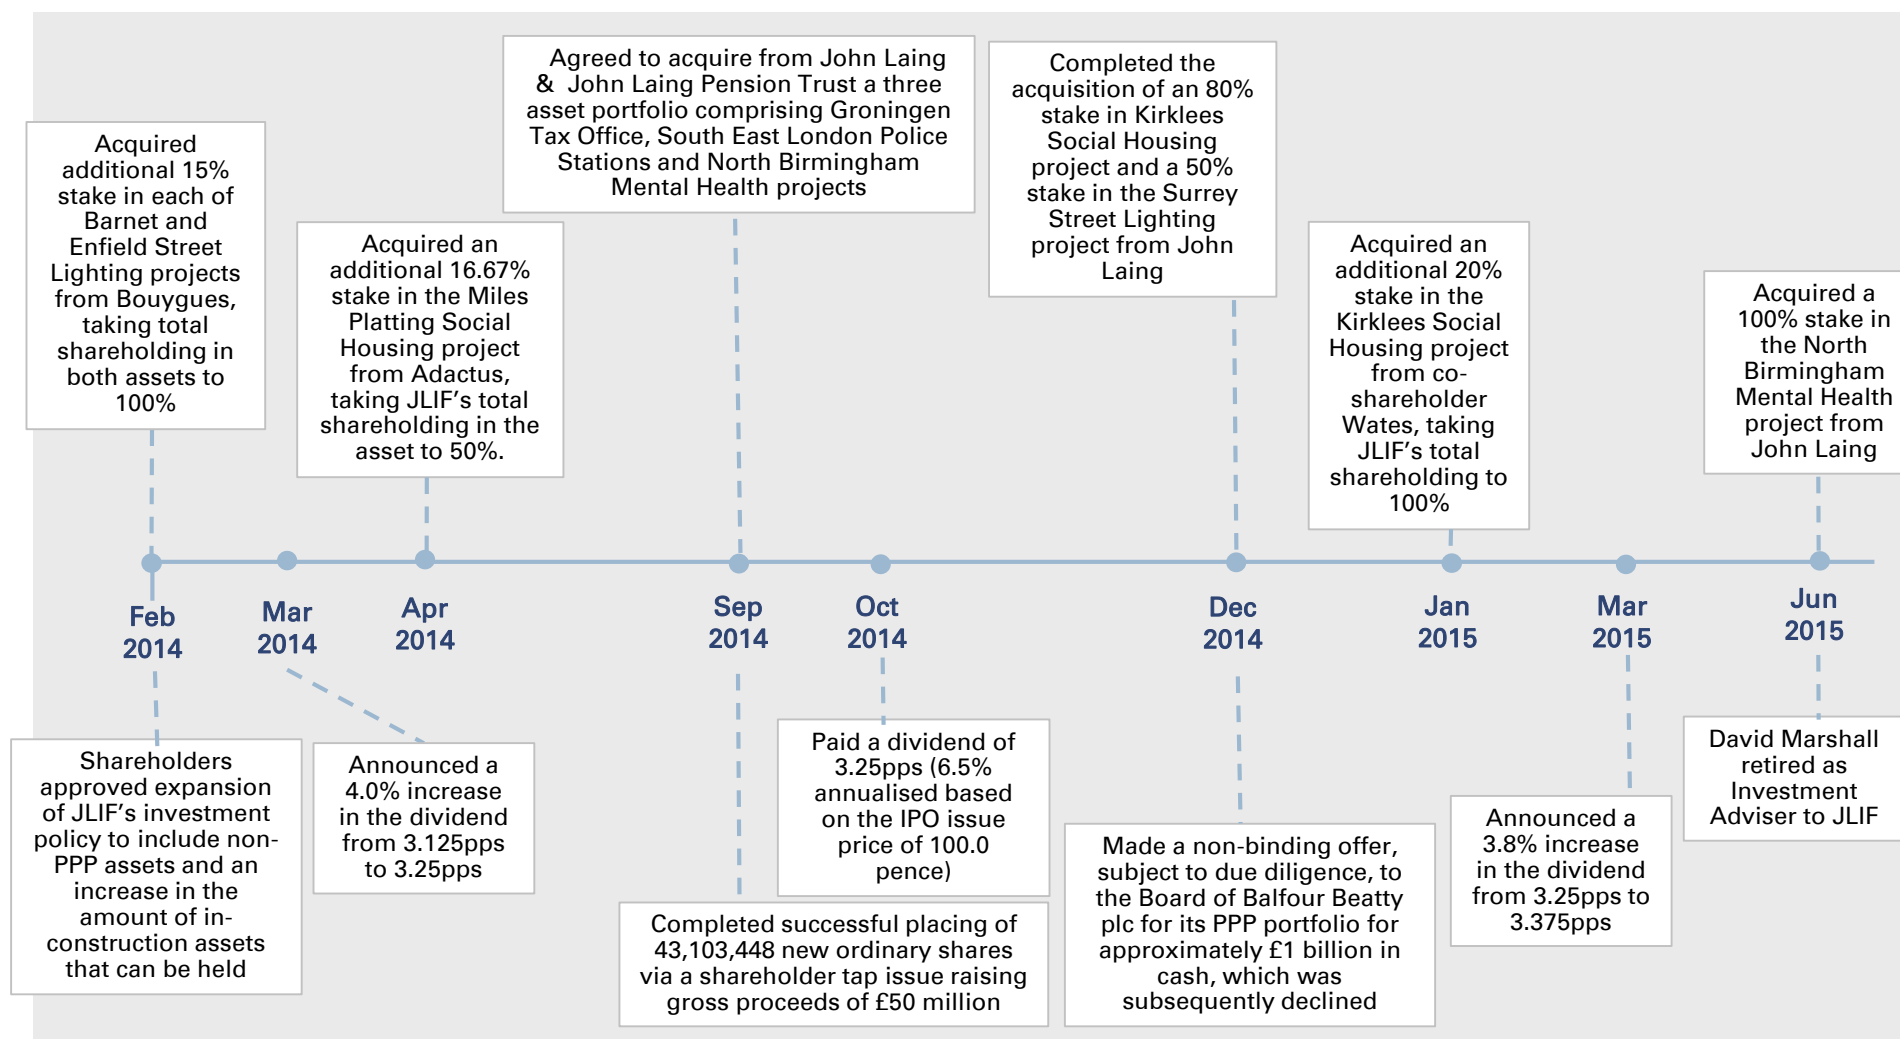 Acquired
additional 15%
stake in each of
Barnet and
Enfield Street
Lighting projects
from Bouygues,
taking total
shareholding in
both assets to
100%
Acquired an
additional 16.67%
stake in the Miles
Platting Social
Housing project
from Adactus,
taking JLIF’s total
shareholding in the
asset to 50%.
Agreed to acquire from John Laing
& John Laing Pension Trust a three
asset portfolio comprising Groningen
Tax Office, South East London Police
Stations and North Birmingham
Mental Health projects
Completed the
acquisition of an 80%
stake in Kirklees
Social Housing
project and a 50%
stake in the Surrey
Street Lighting
project from John
Laing
Acquired an
additional 20%
stake in the
Kirklees Social
Housing project
from co-
shareholder
Wates, taking
JLIF’s total
shareholding to
100%
Acquired a
100% stake in
the North
Birmingham
Mental Health
project from
John Laing
Feb
2014
Mar
2014
Apr
2014
Sep
2014
Oct
2014
Dec
2014
Jan
2015
Mar
2015
Jun
2015
Shareholders
approved expansion
of JLIF’s investment
policy to include non-
PPP assets and an
increase in the
amount of in-
construction assets
that can be held
Announced a
4.0% increase
in the dividend
from 3.125pps
to 3.25pps
Completed successful placing of
43,103,448 new ordinary shares
via a shareholder tap issue raising
gross proceeds of £50 million
Paid a dividend of
3.25pps (6.5%
annualised based
on the IPO issue
price of 100.0
pence)
Made a non-binding offer,
subject to due diligence, to
the Board of Balfour Beatty
plc for its PPP portfolio for
approximately £1 billion in
cash, which was
subsequently declined
Announced a
3.8% increase
in the dividend
from 3.25pps to
3.375pps
David Marshall
retired as
Investment
Adviser to JLIF